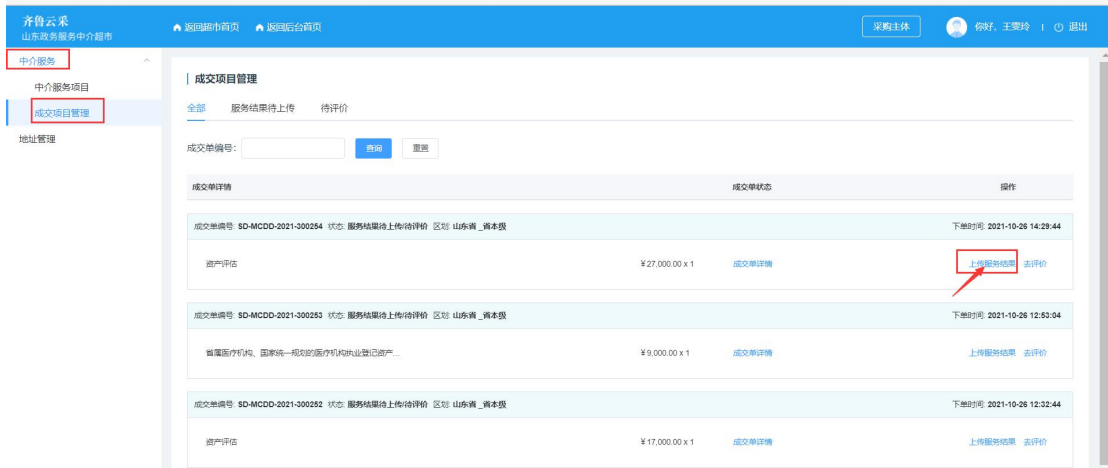 齐鲁云采
山东政务服务中介超市
返回超市首页 返回后台首页
采购主体
你好, 王雯玲 | 退出
中介服务
中介服务项目
成交项目管理
地址管理
成交项目管理
全部 服务结果待上传 待评价
成交单编号: 查询 重置
成交单详情 成交单状态 操作
成交单编号: SD-MCDD-2021-300254 状态: 服务结果待上传/待评价 区划: 山东省 _省本级 下单时间: 2021-10-26 14:29:44
资产评估 ¥27,000.00 x 1 成交单详情 上传服务结果 去评价
成交单编号: SD-MCDD-2021-300253 状态: 服务结果待上传/待评价 区划: 山东省 _省本级 下单时间: 2021-10-26 12:53:04
省属医疗机构、国家统一规划的医疗机构执业登记资产... ¥9,000.00 x 1 成交单详情 上传服务结果 去评价
成交单编号: SD-MCDD-2021-300252 状态: 服务结果待上传/待评价 区划: 山东省 _省本级 下单时间: 2021-10-26 12:32:44
资产评估 ¥17,000.00 x 1 成交单详情 上传服务结果 去评价